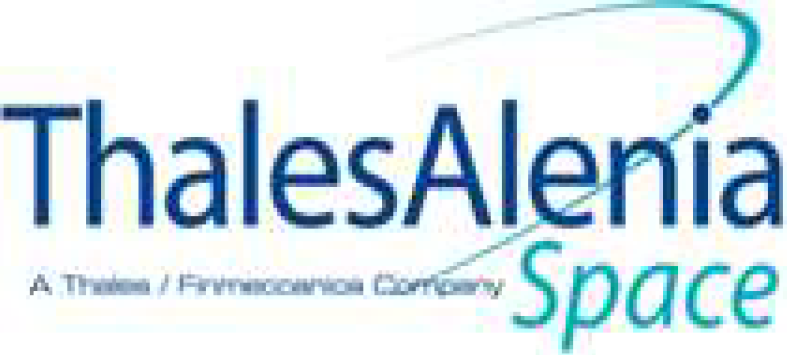 ThalesAlenia
A Thales / Finmeccanica Company
Space